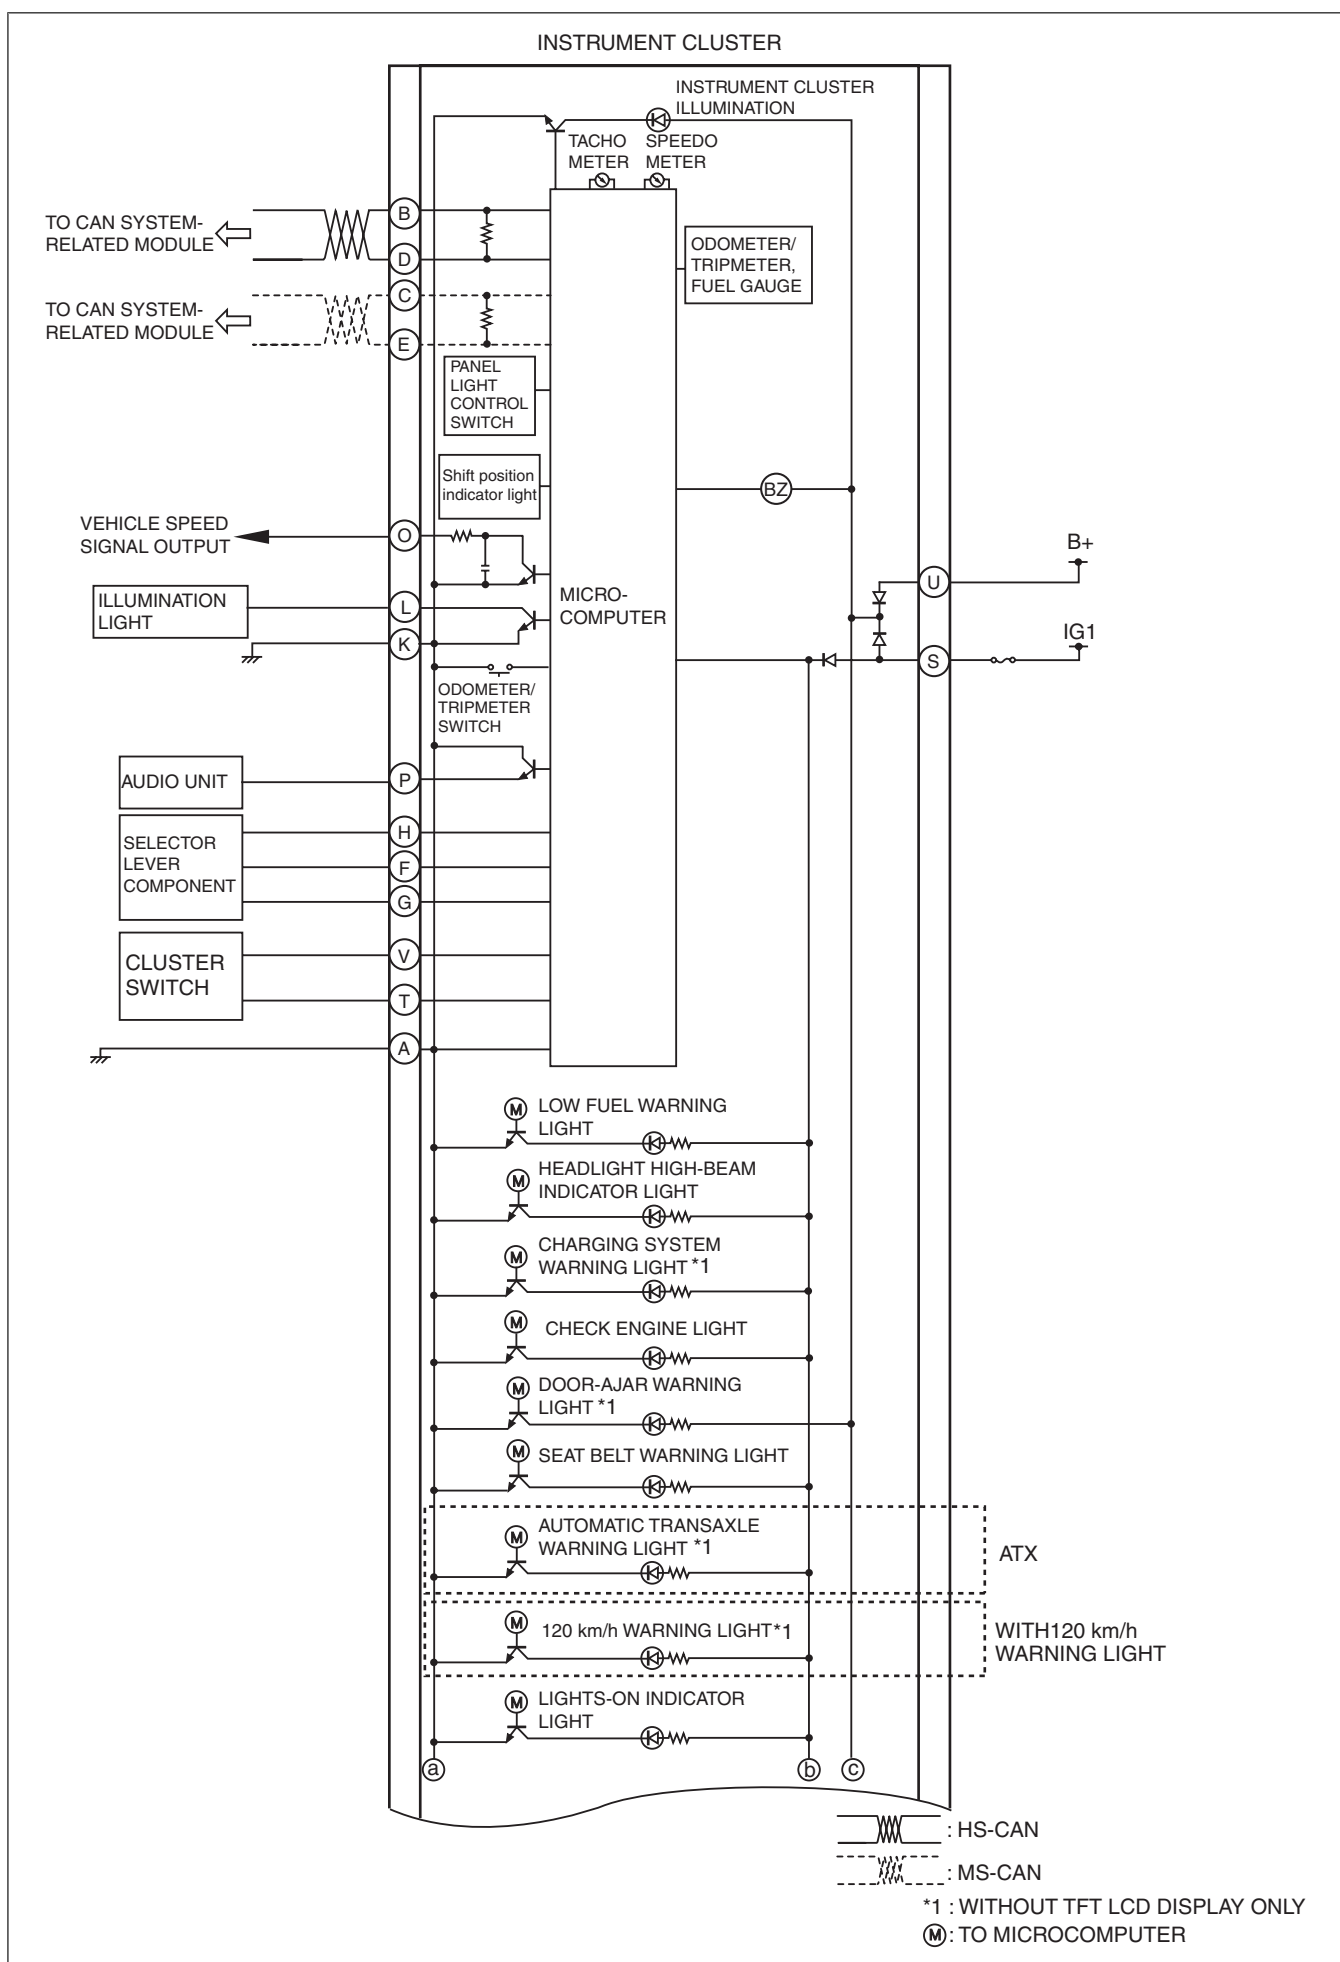 INSTRUMENT CLUSTER
INSTRUMENT CLUSTER
ILLUMINATION
TACHO
METER
SPEEDO
METER
B
TO CAN SYSTEM-
RELATED MODULE
D
ODOMETER/
TRIPMETER,
FUEL GAUGE
C
TO CAN SYSTEM-
RELATED MODULE
E
PANEL
LIGHT
CONTROL
SWITCH
Shift position
indicator light
BZ
VEHICLE SPEED
SIGNAL OUTPUT
O
B+
U
MICRO-
COMPUTER
ILLUMINATION
LIGHT
L
K
IG1
S
ODOMETER/
TRIPMETER
SWITCH
AUDIO UNIT
P
SELECTOR
LEVER
COMPONENT
H
F
G
CLUSTER
SWITCH
V
T
A
M
LOW FUEL WARNING
LIGHT
M
HEADLIGHT HIGH-BEAM
INDICATOR LIGHT
M
CHARGING SYSTEM
WARNING LIGHT *1
M
CHECK ENGINE LIGHT
M
DOOR-AJAR WARNING
LIGHT *1
M
SEAT BELT WARNING LIGHT
M
AUTOMATIC TRANSAXLE
WARNING LIGHT *1
ATX
M
120 km/h WARNING LIGHT*1
WITH120 km/h
WARNING LIGHT
M
LIGHTS-ON INDICATOR
LIGHT
a
b
c
: HS-CAN
: MS-CAN
*1 : WITHOUT TFT LCD DISPLAY ONLY
M : TO MICROCOMPUTER